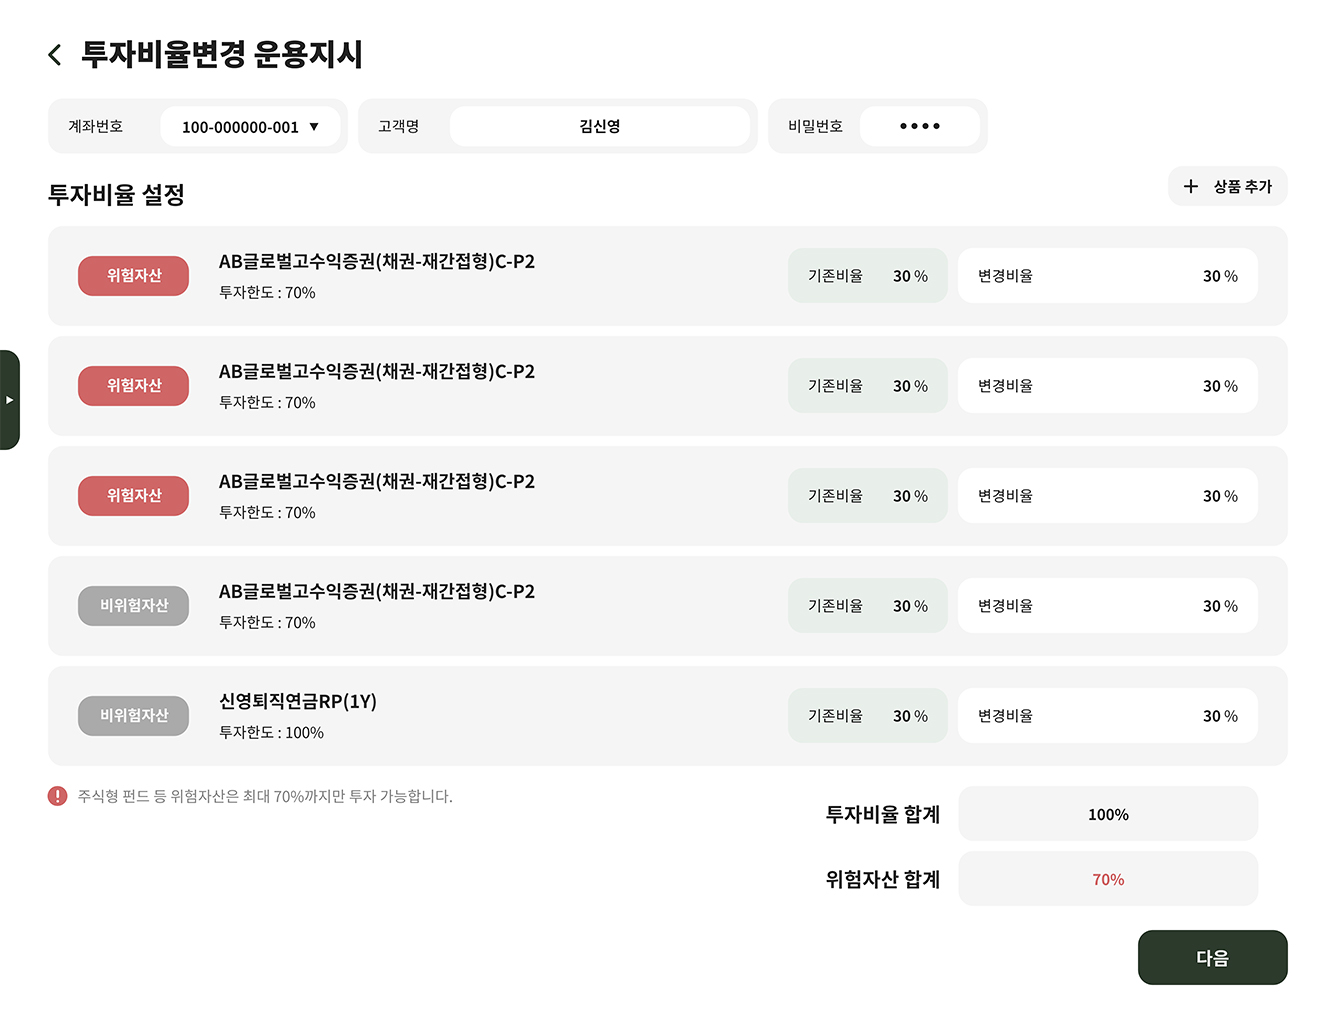 투자비율변경 운용지시
계좌번호 100-000000-001 ▼ 고객명 김신영 비밀번호 ••••
투자비율 설정
+ 상품 추가
위험자산 AB글로벌고수익증권(채권-재간접형)C-P2 기존비율 30 % 변경비율 30 %
투자한도 : 70%
위험자산 AB글로벌고수익증권(채권-재간접형)C-P2 기존비율 30 % 변경비율 30 %
투자한도 : 70%
위험자산 AB글로벌고수익증권(채권-재간접형)C-P2 기존비율 30 % 변경비율 30 %
투자한도 : 70%
비위험자산 AB글로벌고수익증권(채권-재간접형)C-P2 기존비율 30 % 변경비율 30 %
투자한도 : 70%
비위험자산 신영퇴직연금RP(1Y) 기존비율 30 % 변경비율 30 %
투자한도 : 100%
주식형 펀드 등 위험자산은 최대 70%까지만 투자 가능합니다.
투자비율 합계 100%
위험자산 합계 70%
다음